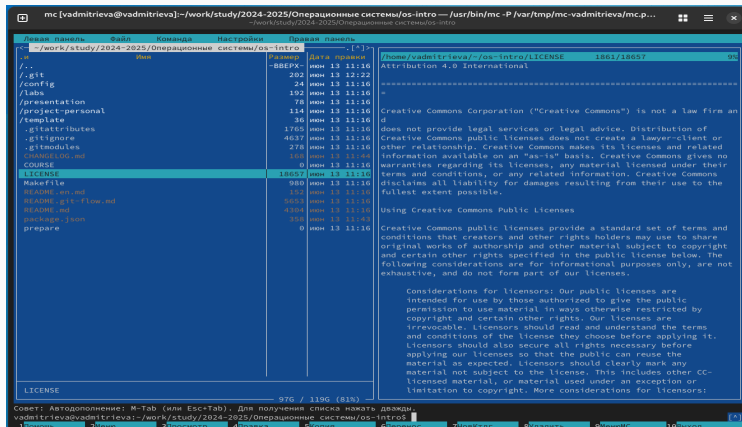 mc [vadmitrieva@vadmitrieva]:~/work/study/2024-2025/Операционные системы/os-intro — /usr/bin/mc -P /var/tmp/mc-vadmitrieva/mc.p...
~/work/study/2024-2025/Операционные системы/os-intro
Левая панель Файл Команда Настройки Правая панель
<─ ~/work/study/2024-2025/Операционные системы/os-intro ─.[^]>
.и Имя Размер Дата правки
/.. -ВВЕРХ- июн 13 11:16
/.git 202 июн 13 12:22
/config 24 июн 13 11:16
/labs 192 июн 13 11:16
/presentation 78 июн 13 11:16
/project-personal 114 июн 13 11:16
/template 36 июн 13 11:16
.gitattributes 1765 июн 13 11:16
.gitignore 4637 июн 13 11:16
.gitmodules 278 июн 13 11:16
CHANGELOG.md 168 июн 13 11:44
COURSE 0 июн 13 11:16
LICENSE 18657 июн 13 11:16
Makefile 980 июн 13 11:16
README.en.md 152 июн 13 11:16
README.git-flow.md 5653 июн 13 11:16
README.md 4304 июн 13 11:16
package.json 358 июн 13 11:43
prepare 0 июн 13 11:16
LICENSE
97G / 119G (81%)
/home/vadmitrieva/~/os-intro/LICENSE 1861/18657 9%
Attribution 4.0 International
=======================================================================
=
Creative Commons Corporation ("Creative Commons") is not a law firm an
d
does not provide legal services or legal advice. Distribution of
Creative Commons public licenses does not create a lawyer-client or
other relationship. Creative Commons makes its licenses and related
information available on an "as-is" basis. Creative Commons gives no
warranties regarding its licenses, any material licensed under their
terms and conditions, or any related information. Creative Commons
disclaims all liability for damages resulting from their use to the
fullest extent possible.
Using Creative Commons Public Licenses
Creative Commons public licenses provide a standard set of terms and
conditions that creators and other rights holders may use to share
original works of authorship and other material subject to copyright
and certain other rights specified in the public license below. The
following considerations are for informational purposes only, are not
exhaustive, and do not form part of our licenses.
Considerations for licensors: Our public licenses are
intended for use by those authorized to give the public
permission to use material in ways otherwise restricted by
copyright and certain other rights. Our licenses are
irrevocable. Licensors should read and understand the terms
and conditions of the license they choose before applying it.
Licensors should also secure all rights necessary before
applying our licenses so that the public can reuse the
material as expected. Licensors should clearly mark any
material not subject to the license. This includes other CC-
licensed material, or material used under an exception or
limitation to copyright. More considerations for licensors:
Совет: Автодополнение: M-Tab (или Esc+Tab). Для получения списка нажать дважды.
vadmitrieva@vadmitrieva:~/work/study/2024-2025/Операционные системы/os-intro$ [^]